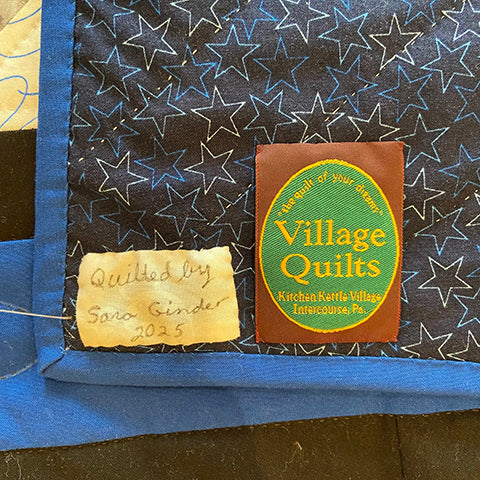 Quilted by
Sara Ginder
2025
"the quilt of your dreams"
Village
Quilts
Kitchen Kettle Village
Intercourse, Pa.